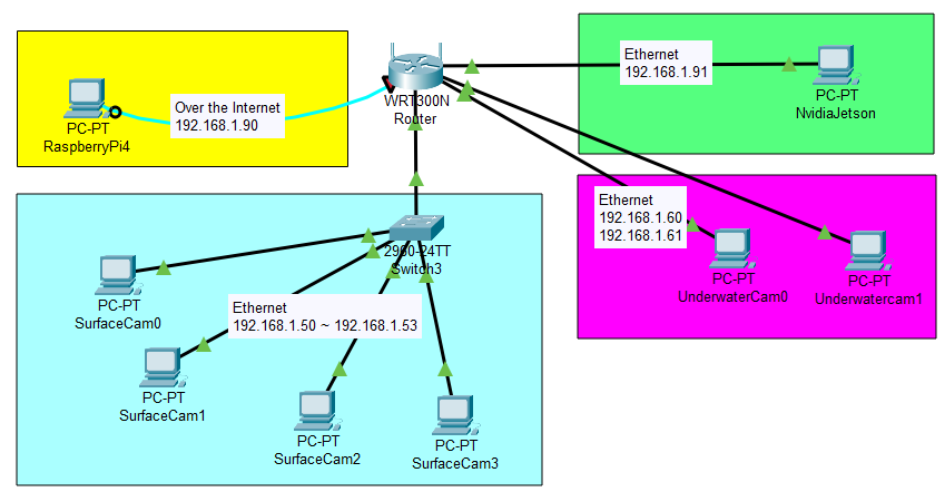 Over the Internet
192.168.1.90
PC-PT
RaspberryPi4
WRT300N
Router
Ethernet
192.168.1.91
PC-PT
NvidiaJetson
Ethernet
192.168.1.60
192.168.1.61
PC-PT
UnderwaterCam0
PC-PT
Underwatercam1
2960-24TT
Switch3
PC-PT
SurfaceCam0
Ethernet
192.168.1.50 ~ 192.168.1.53
PC-PT
SurfaceCam1
PC-PT
SurfaceCam2
PC-PT
SurfaceCam3